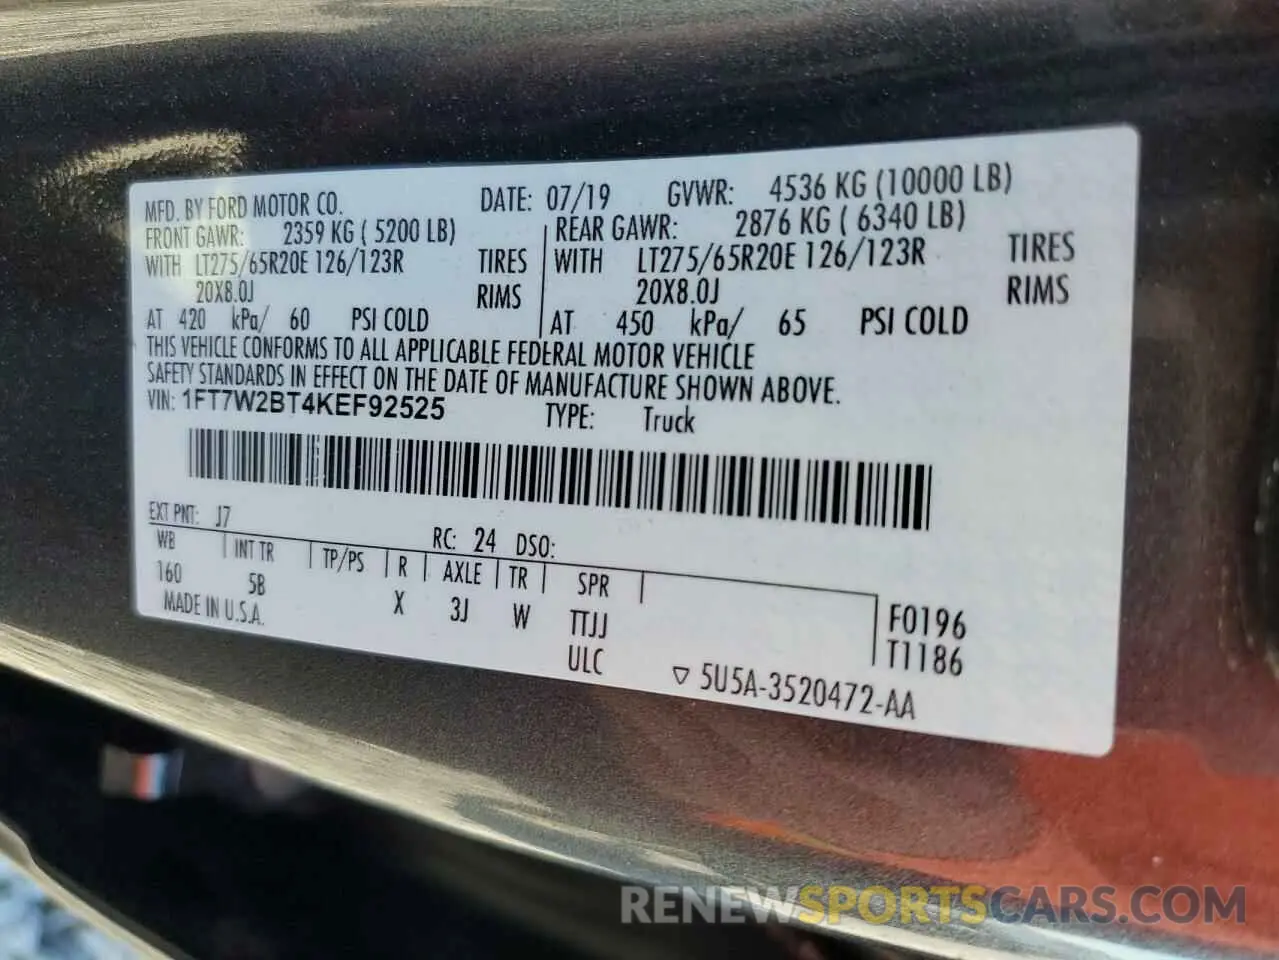 MFD. BY FORD MOTOR CO. DATE: 07/19 GVWR: 4536 KG (10000 LB)
FRONT GAWR: 2359 KG ( 5200 LB) REAR GAWR: 2876 KG ( 6340 LB)
WITH LT275/65R20E 126/123R TIRES WITH LT275/65R20E 126/123R TIRES
20X8.0J RIMS 20X8.0J RIMS
AT 420 kPa/ 60 PSI COLD AT 450 kPa/ 65 PSI COLD
THIS VEHICLE CONFORMS TO ALL APPLICABLE FEDERAL MOTOR VEHICLE
SAFETY STANDARDS IN EFFECT ON THE DATE OF MANUFACTURE SHOWN ABOVE.
VIN: 1FT7W2BT4KEF92525 TYPE: Truck
EXT PNT: J7 RC: 24 DSO:
WB INT TR TP/PS R AXLE TR SPR
160 5B X 3J W TTJJ F0196
MADE IN U.S.A. ULC T1186
▽ 5U5A-3520472-AA
RENEWSPORTSCARS.COM